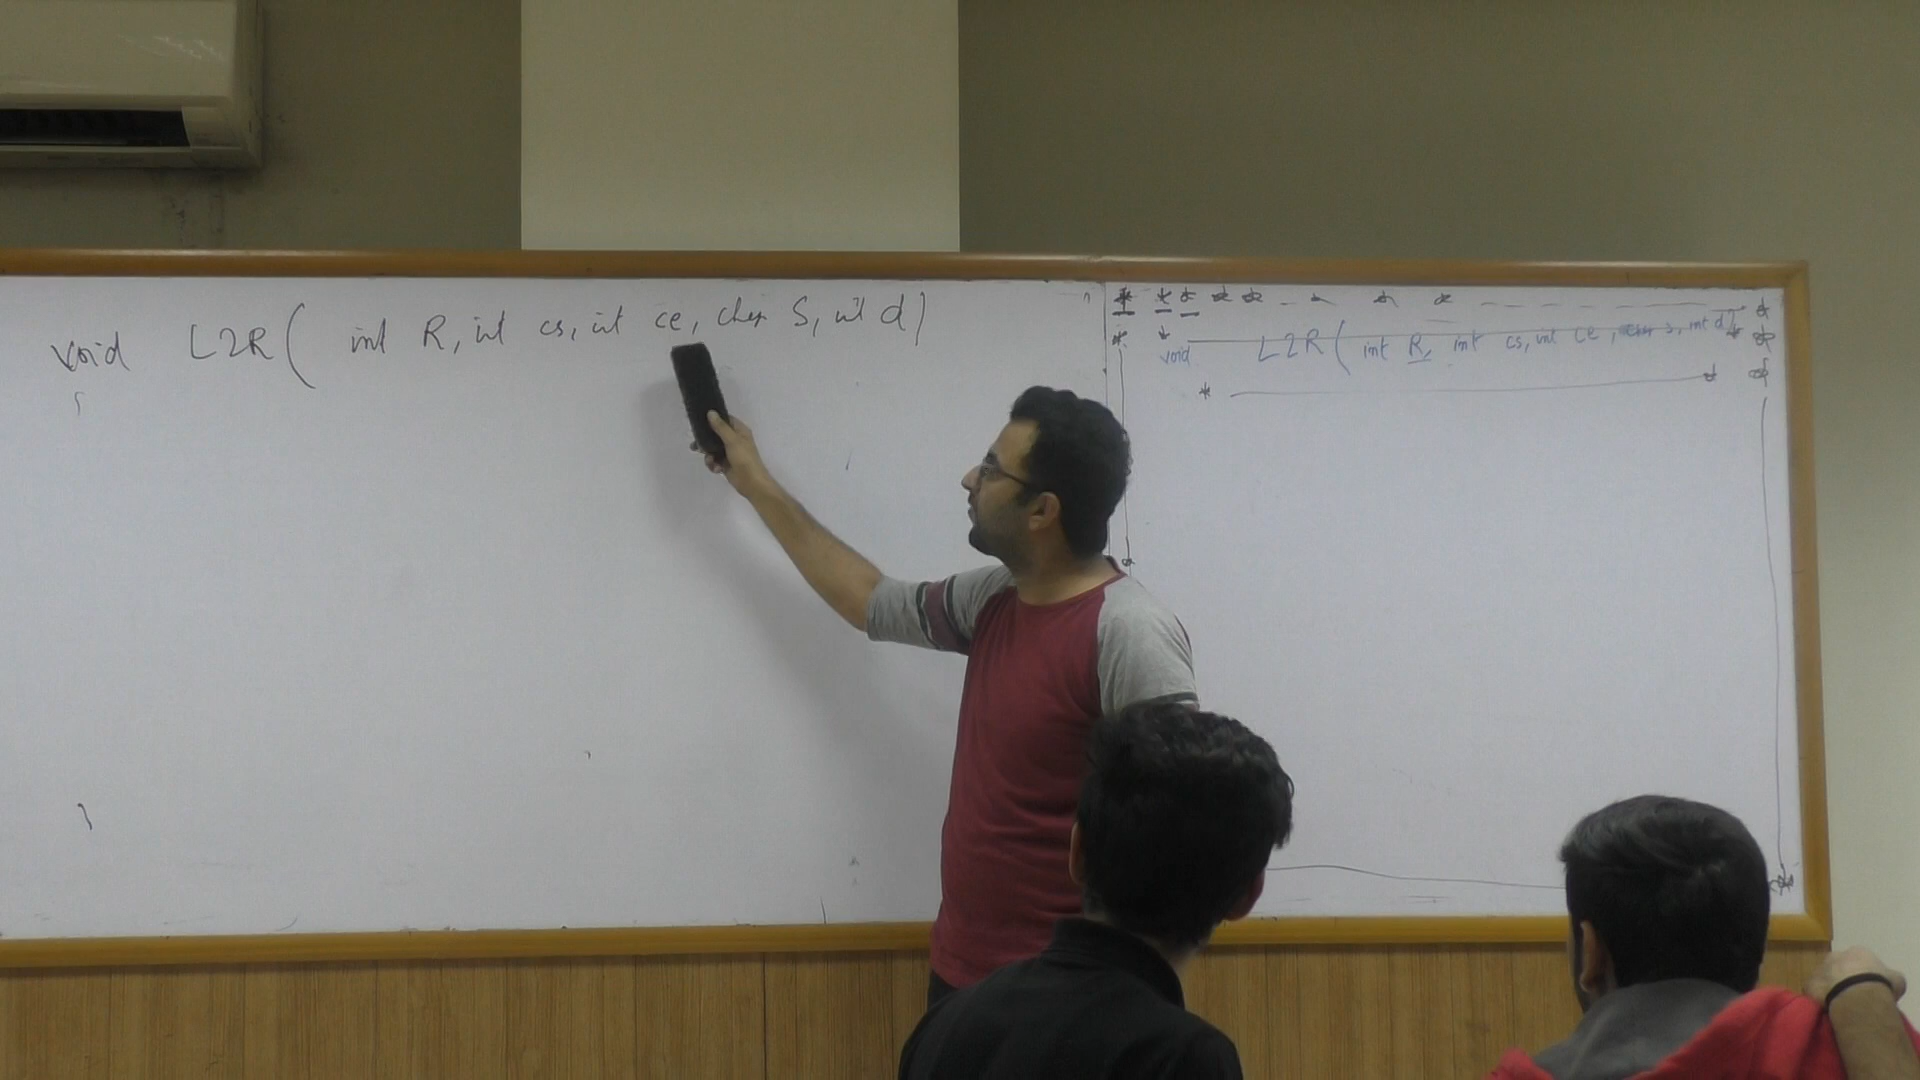 void L2R( int R, int cs, int ce, char S, int d)
void L2R( int R, int cs, int ce, char s, int d)